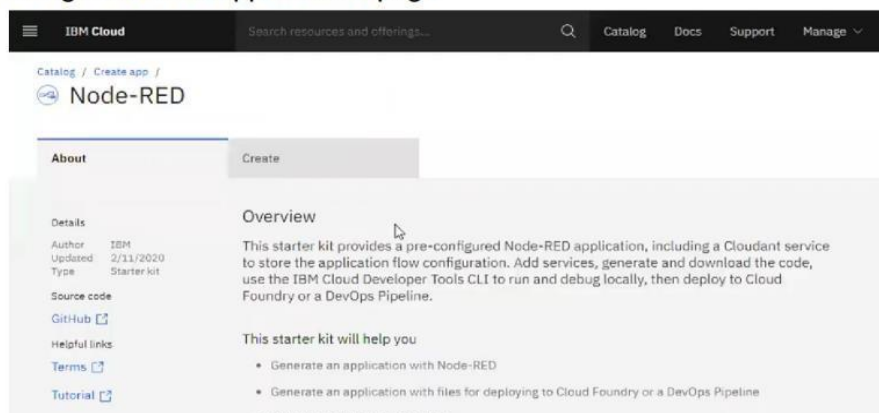 IBM Cloud
Search resources and offerings...
Catalog
Docs
Support
Manage
Catalog / Create app /
Node-RED
About
Create
Details
Author IBM
Updated 2/11/2020
Type Starter kit
Source code
GitHub
Helpful links
Terms
Tutorial
Overview
This starter kit provides a pre-configured Node-RED application, including a Cloudant service
to store the application flow configuration. Add services, generate and download the code,
use the IBM Cloud Developer Tools CLI to run and debug locally, then deploy to Cloud
Foundry or a DevOps Pipeline.
This starter kit will help you
• Generate an application with Node-RED
• Generate an application with files for deploying to Cloud Foundry or a DevOps Pipeline